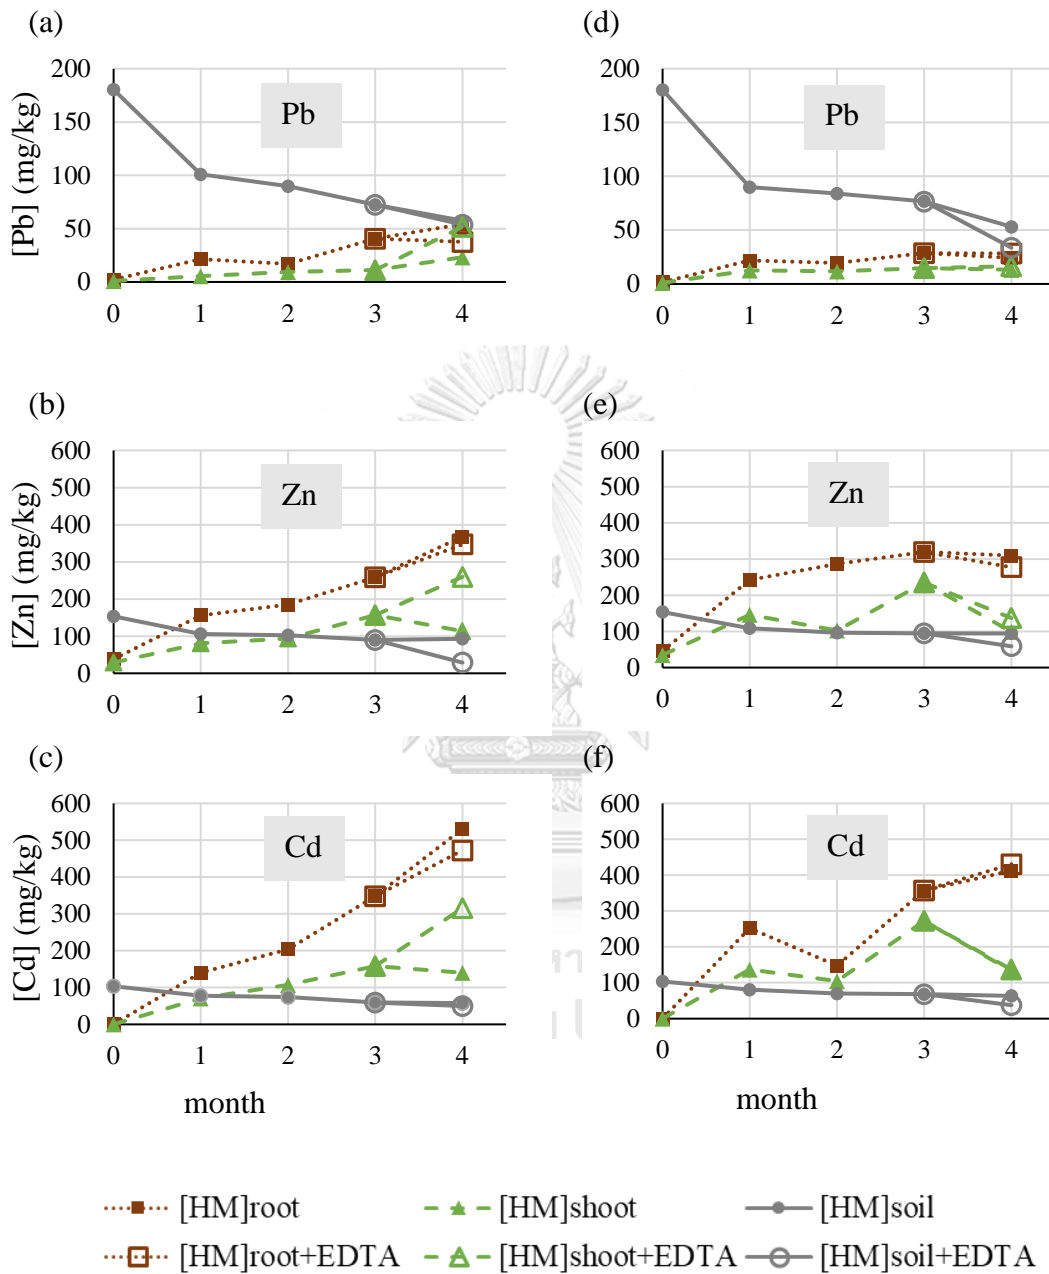 (a)
[Pb] (mg/kg)
200
150
100
50
0
Pb
0 1 2 3 4
(d)
200
150
100
50
0
Pb
0 1 2 3 4
(b)
[Zn] (mg/kg)
600
500
400
300
200
100
0
Zn
0 1 2 3 4
(e)
600
500
400
300
200
100
0
Zn
0 1 2 3 4
(c)
[Cd] (mg/kg)
600
500
400
300
200
100
0
Cd
0 1 2 3 4
month
(f)
600
500
400
300
200
100
0
Cd
0 1 2 3 4
month
[HM]root [HM]shoot [HM]soil
[HM]root+EDTA [HM]shoot+EDTA [HM]soil+EDTA